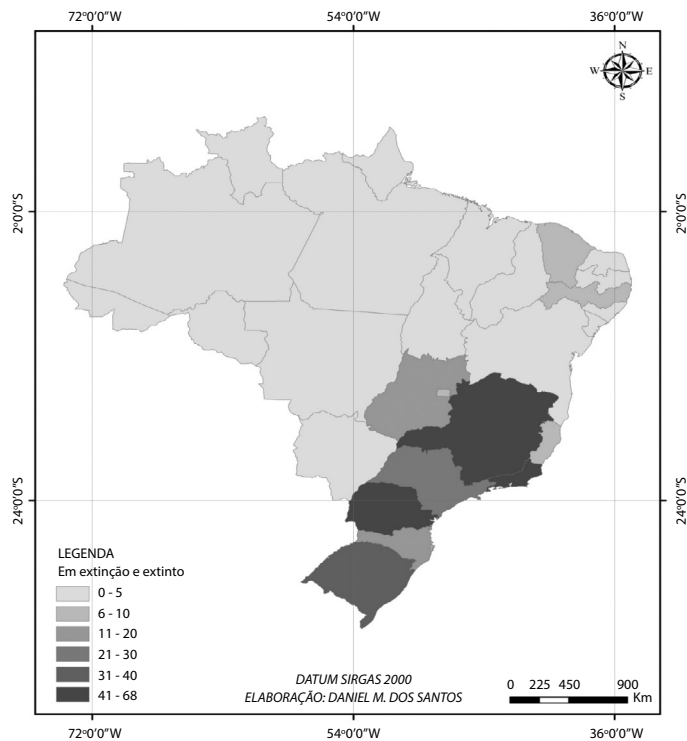 72°0'0"W 54°0'0"W 36°0'0"W
N
W E
S
2°0'0"S 2°0'0"S
24°0'0"S 24°0'0"S
LEGENDA
Em extinção e extinto
0 - 5
6 - 10
11 - 20
21 - 30
31 - 40
41 - 68
DATUM SIRGAS 2000
ELABORAÇÃO: DANIEL M. DOS SANTOS
0 225 450 900
Km
72°0'0"W 54°0'0"W 36°0'0"W